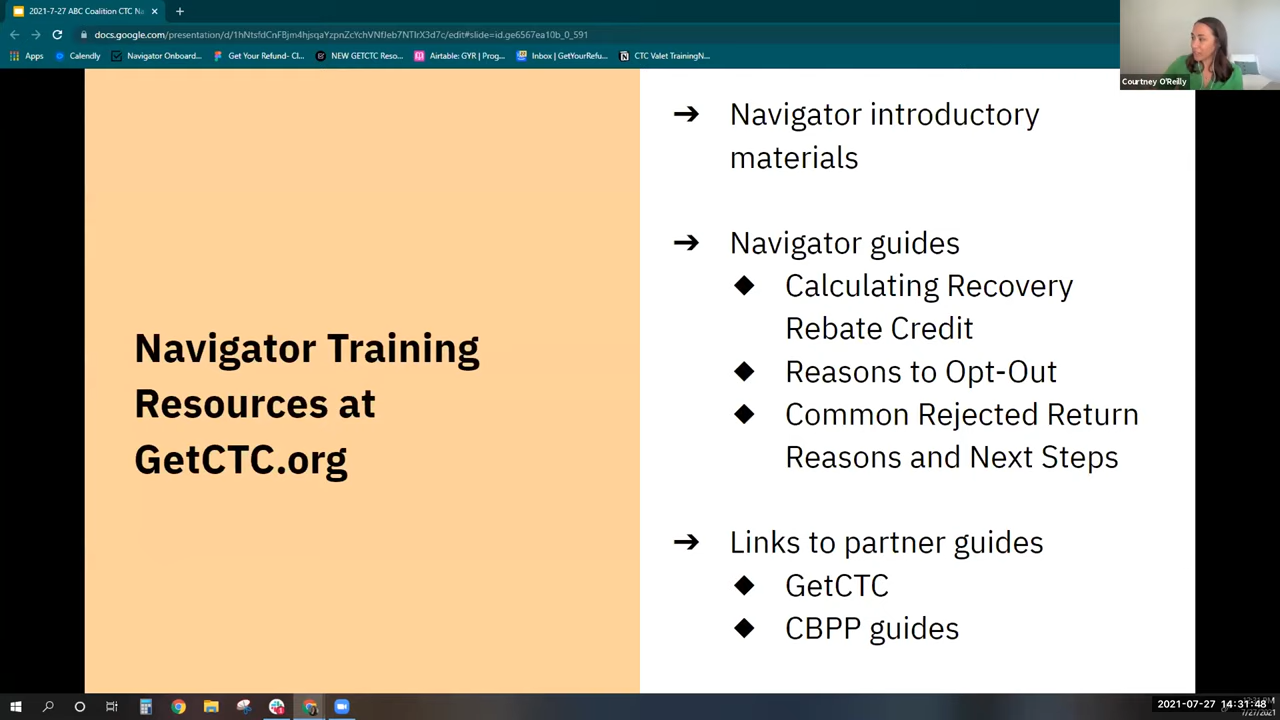 2021-7-27 ABC Coalition CTC N
docs.google.com/presentation/d/1hNtsfdCnFBjm4hjsqaYzpnZcYchVNfJeb7NTlrX3d7c/edit#slide=id.ge6567ea10b_0_591
Apps
Calendly
Navigator Onboard...
Get Your Refund- Cl...
NEW GETCTC Reso...
Airtable: GYR | Prog...
Inbox | GetYourRefu...
CTC Valet TrainingN...
Courtney O'Reilly
Navigator Training
Resources at
GetCTC.org
➔ Navigator introductory
materials
➔ Navigator guides
◆ Calculating Recovery
Rebate Credit
◆ Reasons to Opt-Out
◆ Common Rejected Return
Reasons and Next Steps
➔ Links to partner guides
◆ GetCTC
◆ CBPP guides
2021-07-27 14:31:48